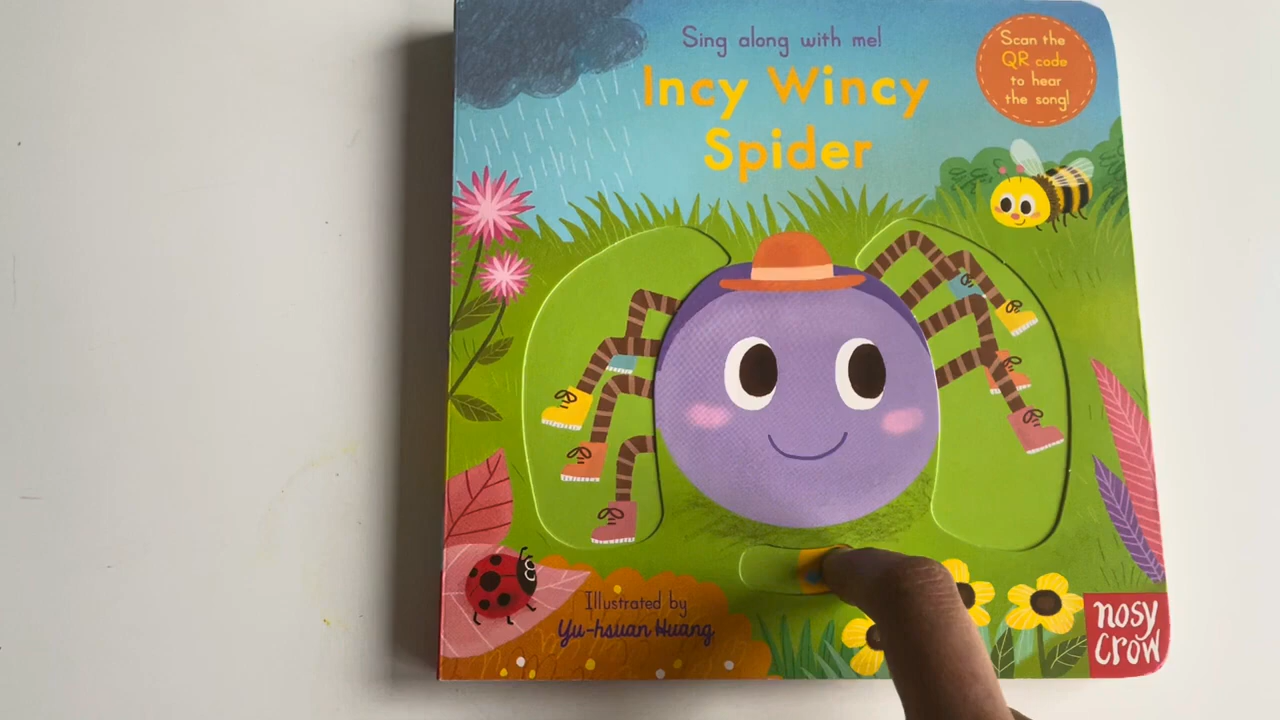 Sing along with me!
Incy Wincy
Spider
Scan the
QR code
to hear
the song!
Illustrated by
Yu-hsuan Huang
nosy
crow